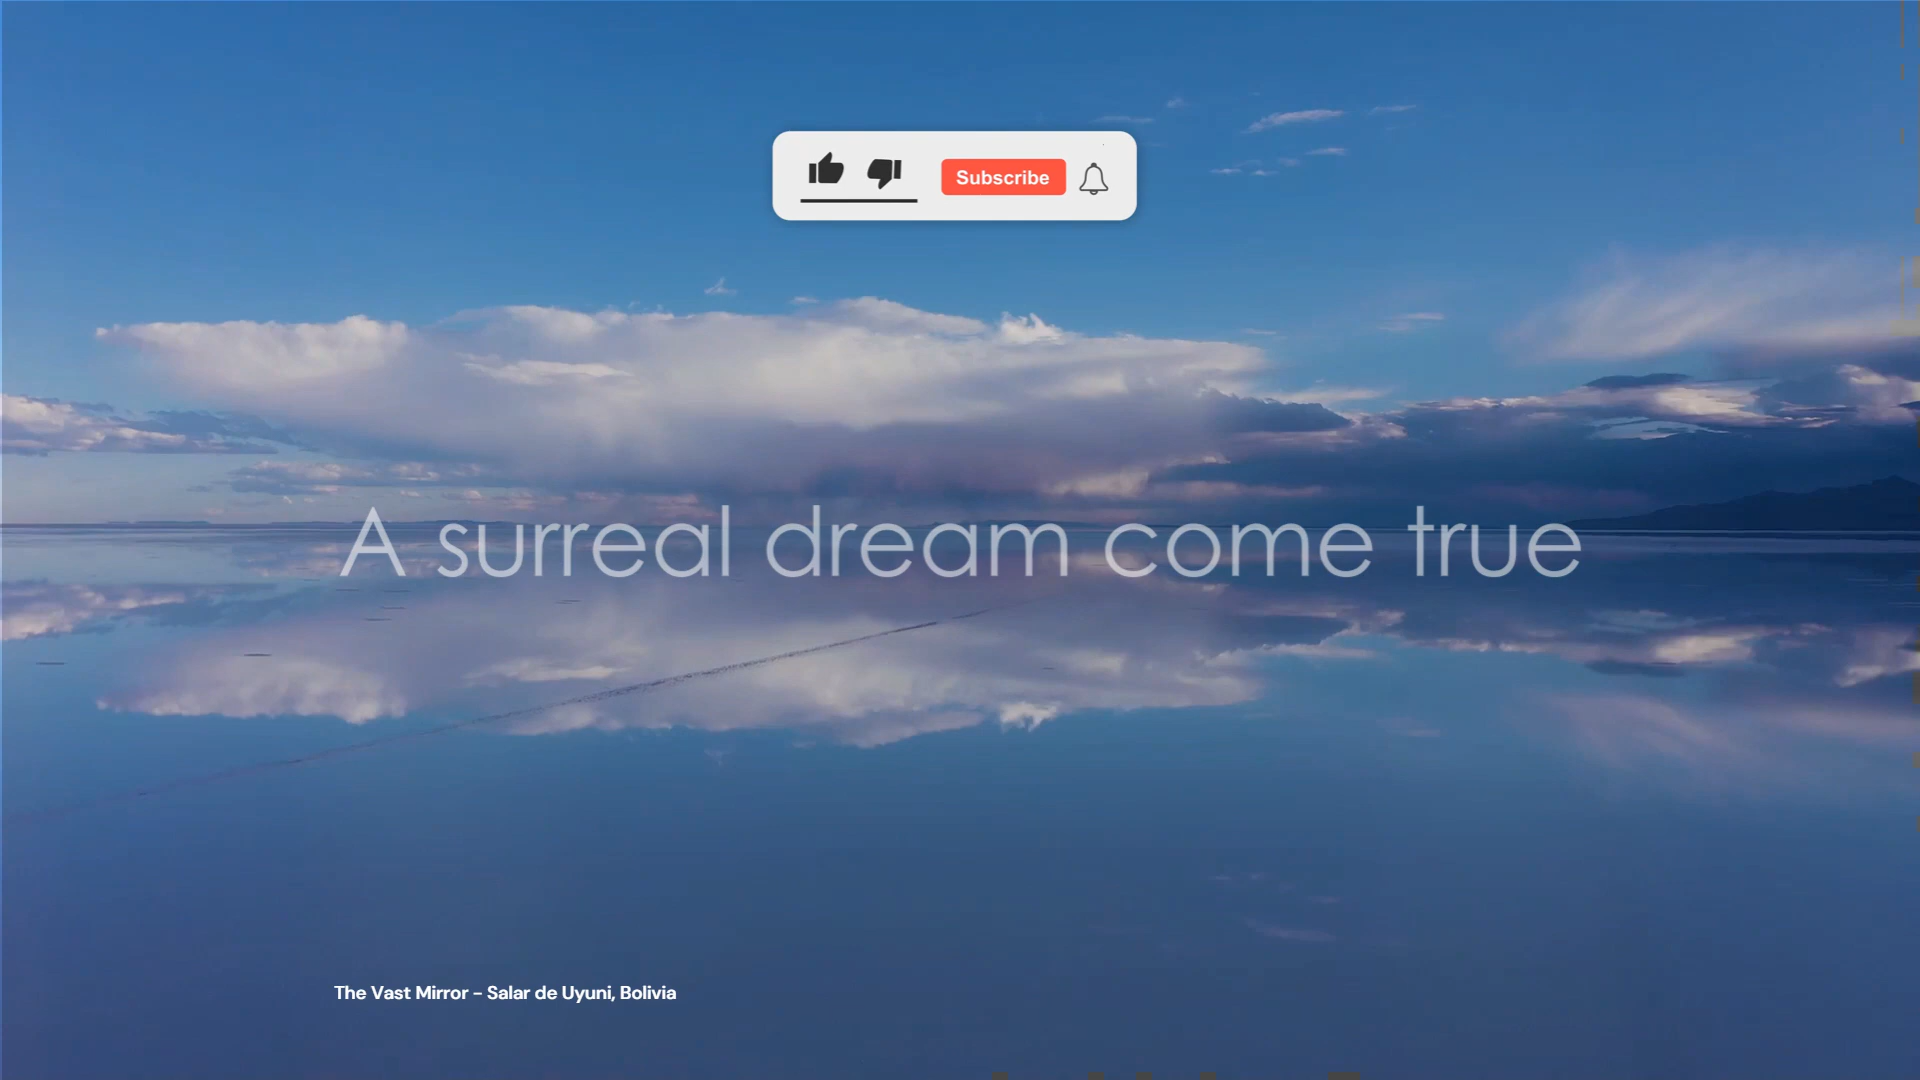 Subscribe
A surreal dream come true
The Vast Mirror - Salar de Uyuni, Bolivia